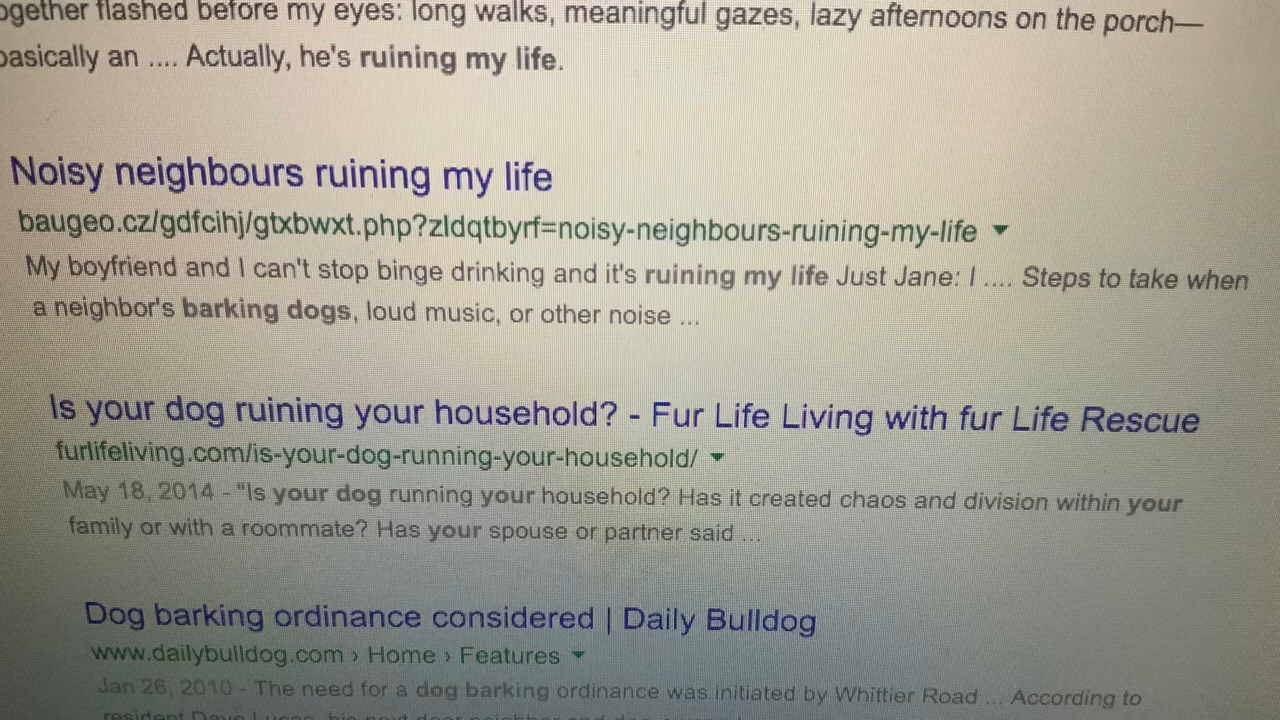 ogether flashed before my eyes: long walks, meaningful gazes, lazy afternoons on the porch—
basically an .... Actually, he's ruining my life.
Noisy neighbours ruining my life
baugeo.cz/gdfcihj/gtxbwxt.php?zldqtbyrf=noisy-neighbours-ruining-my-life
My boyfriend and I can't stop binge drinking and it's ruining my life Just Jane: I .... Steps to take when
a neighbor's barking dogs, loud music, or other noise ...
Is your dog ruining your household? - Fur Life Living with fur Life Rescue
furlifeliving.com/is-your-dog-running-your-household/
May 18, 2014 - "Is your dog running your household? Has it created chaos and division within your
family or with a roommate? Has your spouse or partner said ...
Dog barking ordinance considered | Daily Bulldog
www.dailybulldog.com › Home › Features
Jan 26, 2010 - The need for a dog barking ordinance was initiated by Whittier Road ... According to
resident Dave